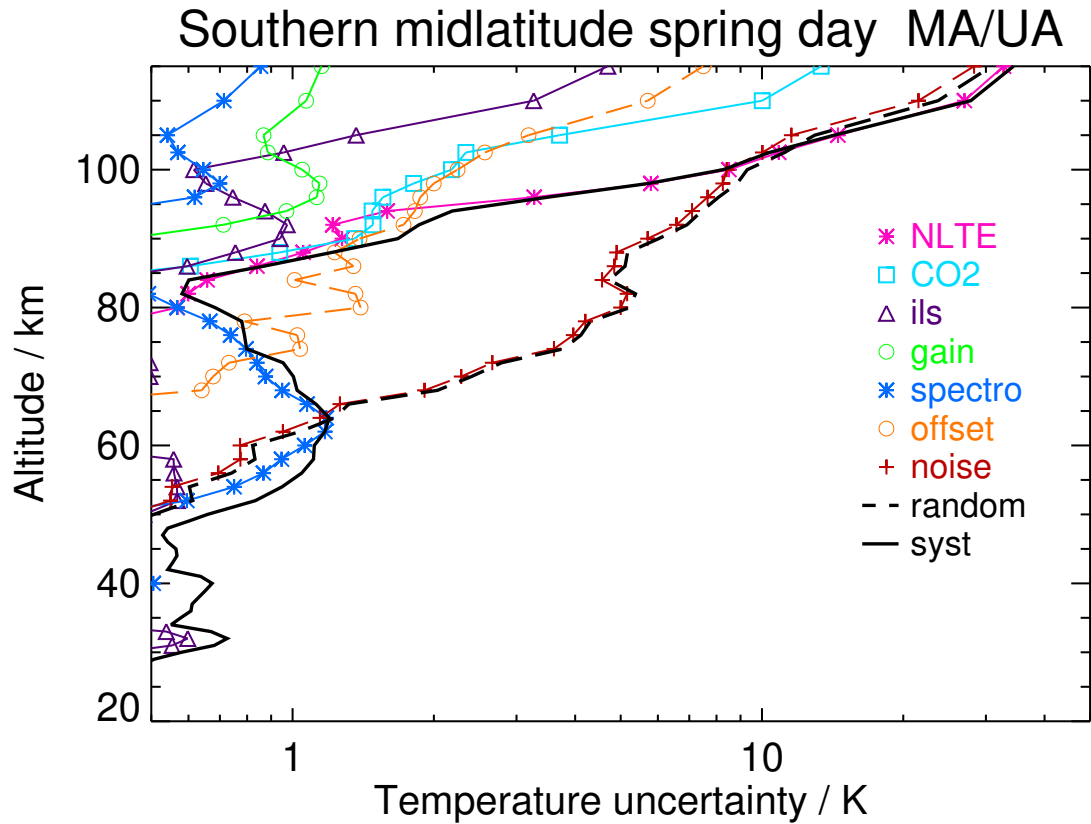 Southern midlatitude spring day MA/UA
Altitude / km
100
80
60
40
20
NLTE
CO2
ils
gain
spectro
offset
noise
random
syst
1
10
Temperature uncertainty / K